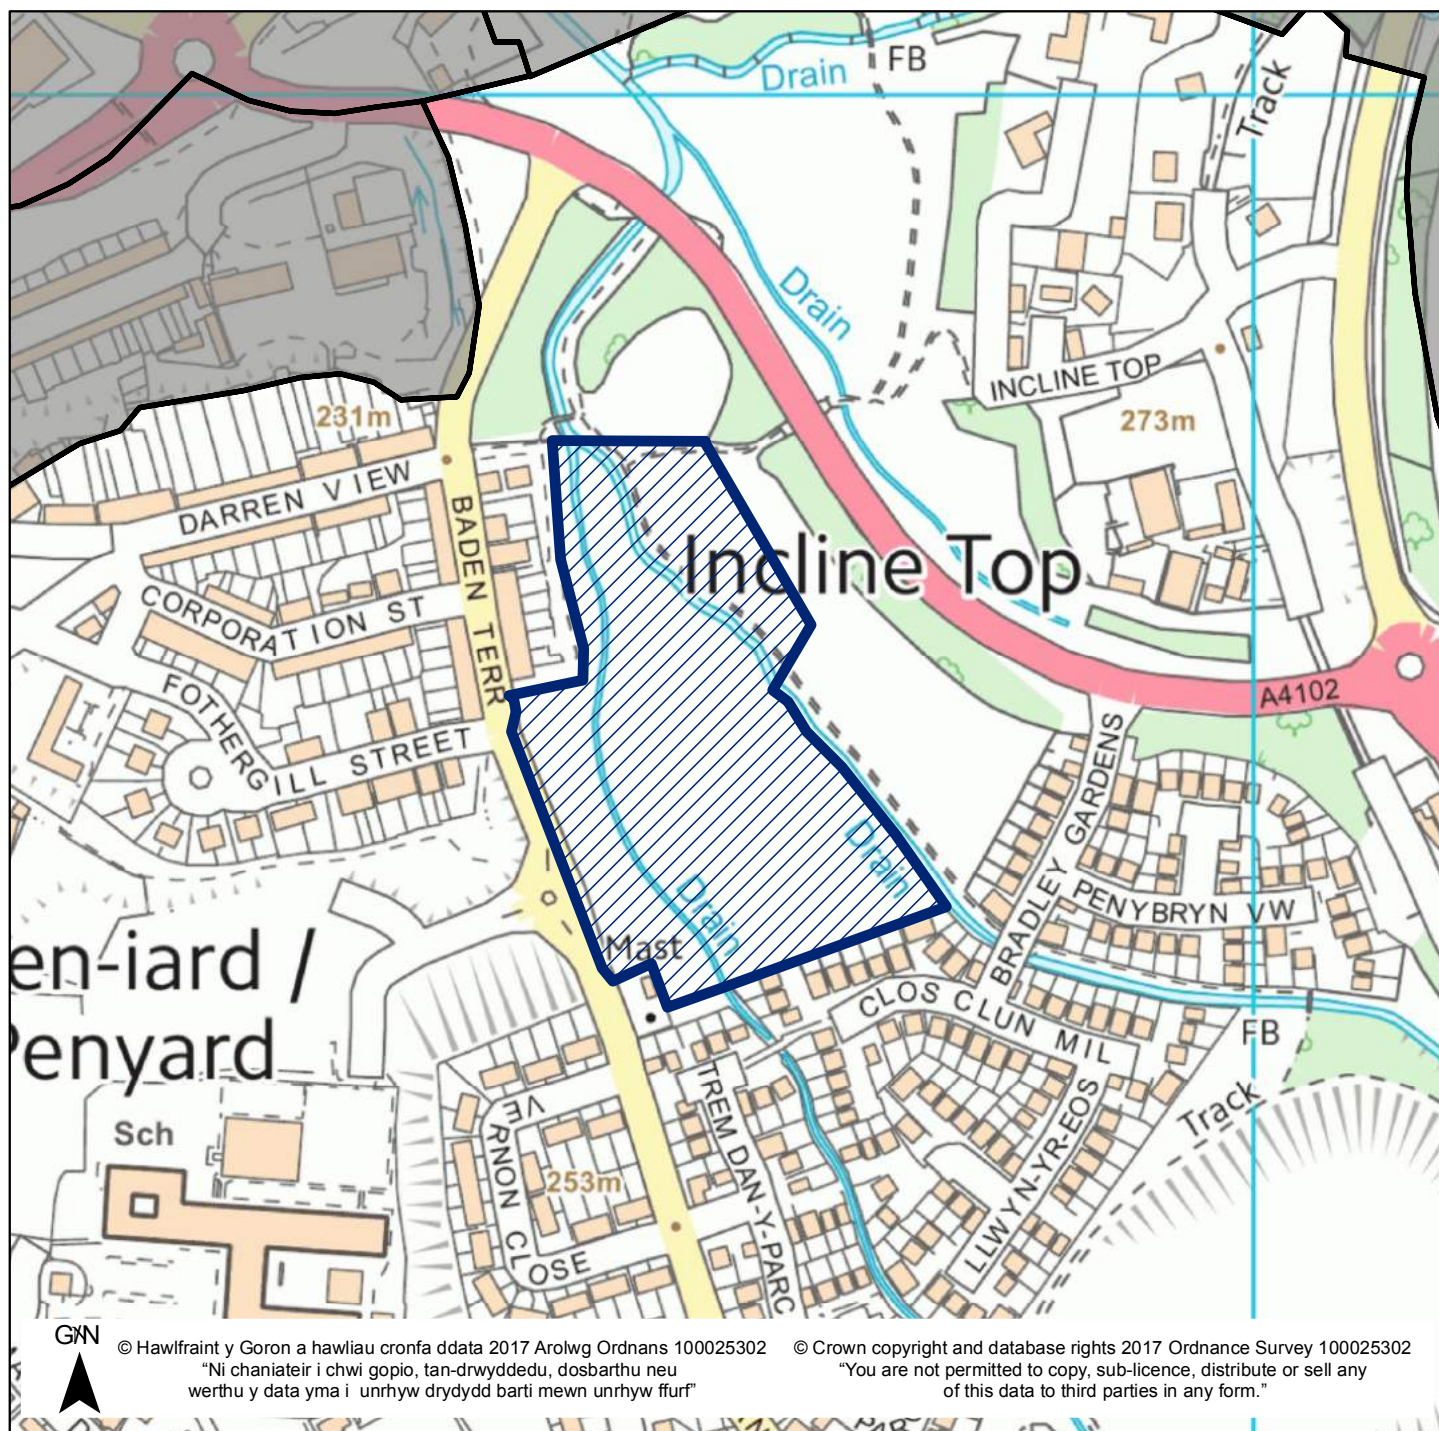 Drain
FB
Track
Drain
INCLINE TOP
231m
273m
DARREN VIEW
BADEN TERR
Incline Top
CORPORATION ST
FOTHERGILL STREET
A4102
BRADLEY GARDENS
Drain
Drain
PENYBRYN VW
Mast
en-iard /
Penyard
CLOS CLUN MIL
FB
Track
TREM DAN-Y-PARC
LLWYN-YR-EOS
Sch
VERNON CLOSE
253m
G/N
© Hawlfraint y Goron a hawliau cronfa ddata 2017 Arolwg Ordnans 100025302
“Ni chaniateir i chwi gopio, tan-drwyddedu, dosbarthu neu
werthu y data yma i unrhyw drydydd barti mewn unrhyw ffurf”
© Crown copyright and database rights 2017 Ordnance Survey 100025302
“You are not permitted to copy, sub-licence, distribute or sell any
of this data to third parties in any form.”